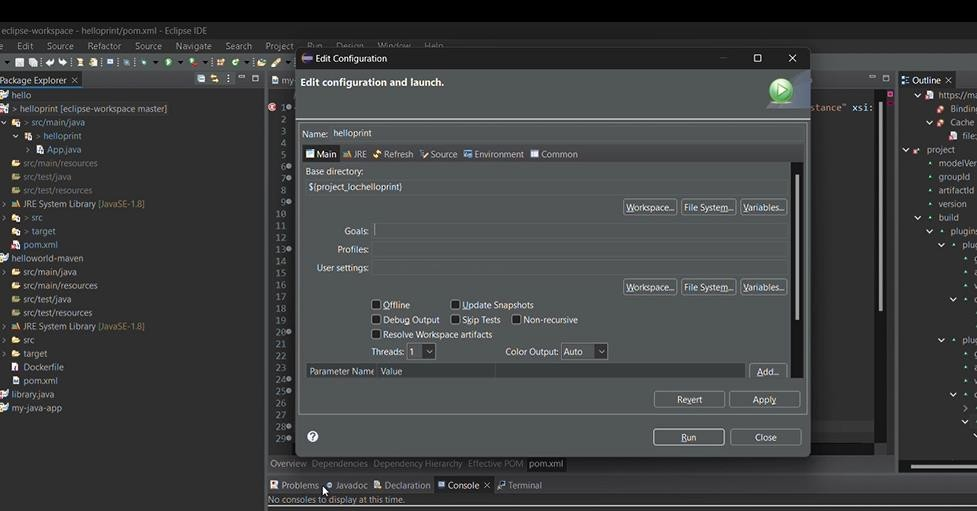 eclipse-workspace - helloprint/pom.xml - Eclipse IDE
e Edit Source Refactor Source Navigate Search Project Run Design Window Help
Package Explorer
hello
> helloprint [eclipse-workspace master]
> src/main/java
> helloprint
> App.java
src/main/resources
src/test/java
src/test/resources
JRE System Library [JavaSE-1.8]
> src
> target
pom.xml
helloworld-maven
src/main/java
src/main/resources
src/test/java
src/test/resources
JRE System Library [JavaSE-1.8]
src
target
Dockerfile
pom.xml
library.java
my-java-app
my
1
2
3
4
5
6
7
8
9
10
11
12
13
14
15
16
17
18
19
20
21
22
23
24
25
26
27
28
29
stance" xsi:
Edit Configuration
Edit configuration and launch.
Name: helloprint
Main JRE Refresh Source Environment Common
Base directory:
${project_loc:helloprint}
Workspace... File System... Variables...
Goals:
Profiles:
User settings:
Workspace... File System... Variables...
Offline Update Snapshots
Debug Output Skip Tests Non-recursive
Resolve Workspace artifacts
Threads: 1 Color Output: Auto
Parameter Name Value Add...
Revert Apply
Run Close
Overview Dependencies Dependency Hierarchy Effective POM pom.xml
Problems Javadoc Declaration Console Terminal
No consoles to display at this time.
Outline
https://ma
Binding
Cache
file:
project
modelVer
groupId
artifactId
version
build
plugins
plu
plu